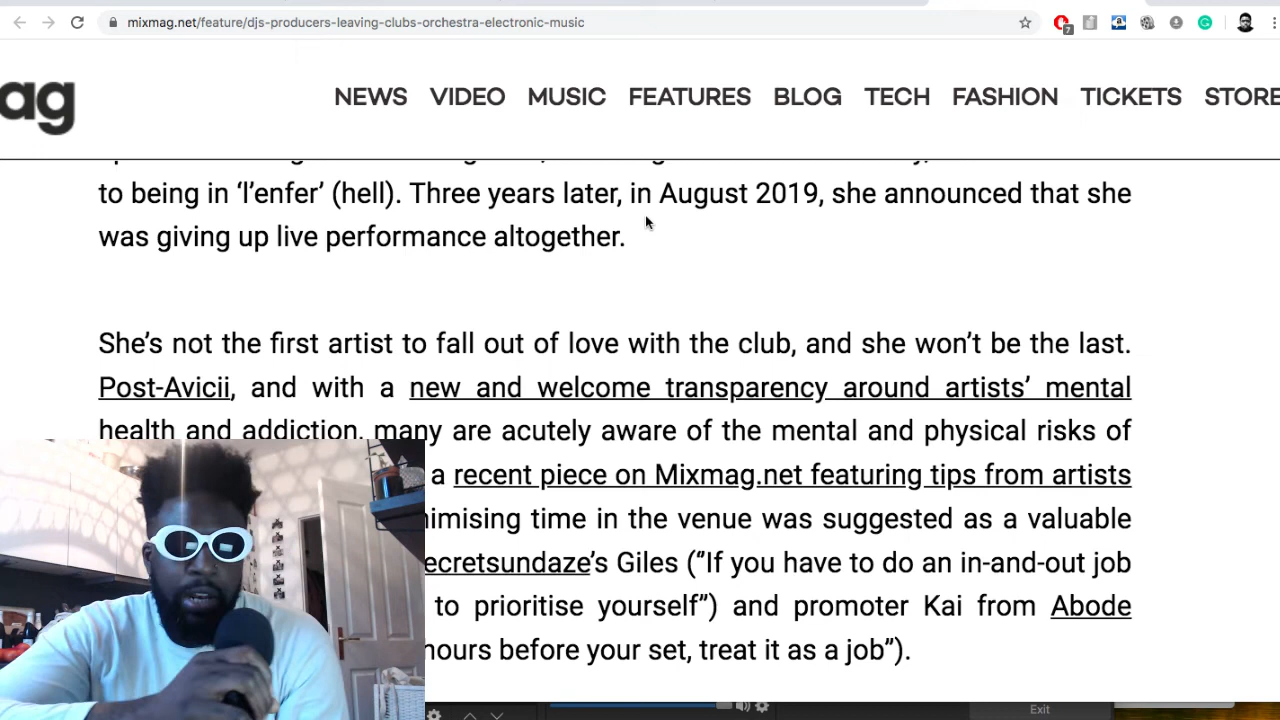 mixmag.net/feature/djs-producers-leaving-clubs-orchestra-electronic-music
7
ag
NEWS VIDEO MUSIC FEATURES BLOG TECH FASHION TICKETS STORE
to being in ‘l’enfer’ (hell). Three years later, in August 2019, she announced that she
was giving up live performance altogether.
She’s not the first artist to fall out of love with the club, and she won’t be the last.
Post-Avicii, and with a new and welcome transparency around artists’ mental
health and addiction, many are acutely aware of the mental and physical risks of
a recent piece on Mixmag.net featuring tips from artists
nimising time in the venue was suggested as a valuable
ecretsundaze’s Giles (“If you have to do an in-and-out job
to prioritise yourself”) and promoter Kai from Abode
hours before your set, treat it as a job”).
Exit